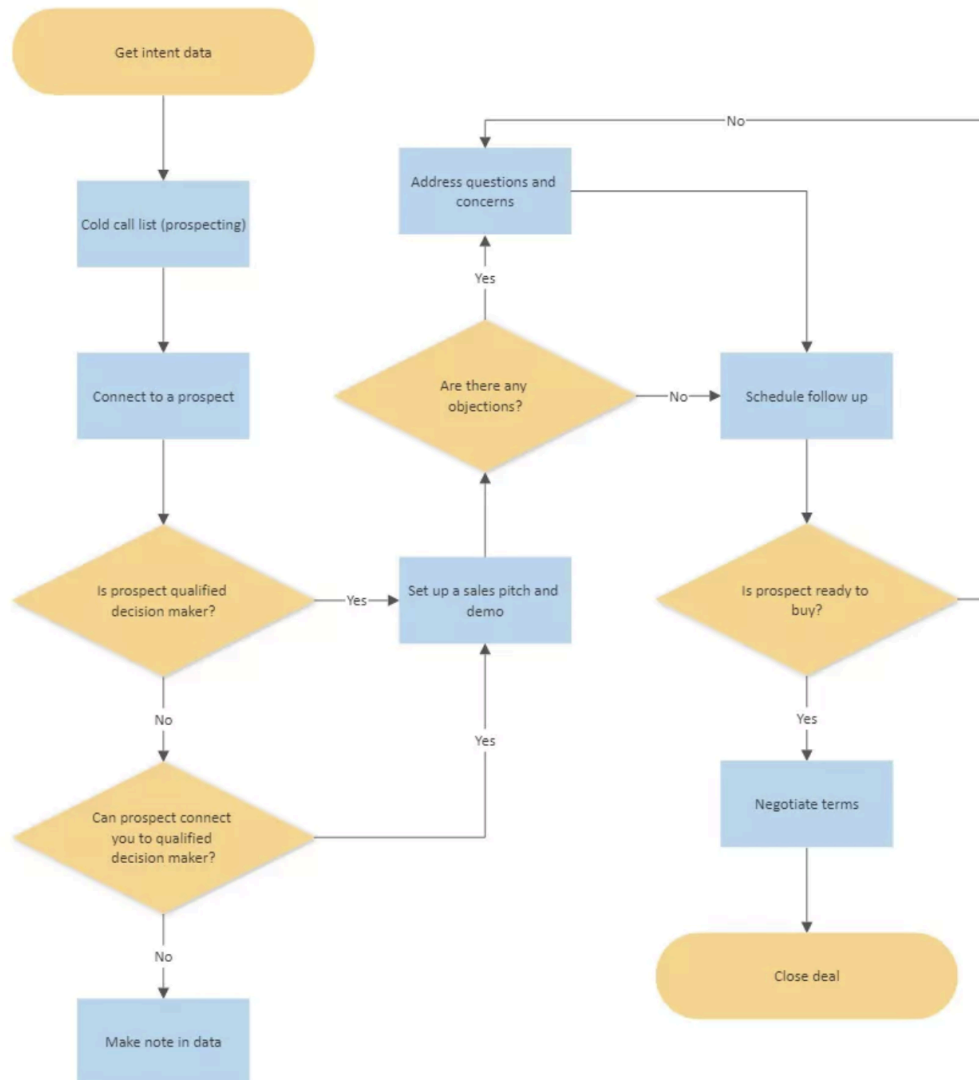 Get intent data
Cold call list (prospecting)
Connect to a prospect
Is prospect qualified
decision maker?
Yes
No
Can prospect connect
you to qualified
decision maker?
Yes
No
Make note in data
Set up a sales pitch and
demo
Are there any
objections?
Yes
No
Address questions and
concerns
No
Schedule follow up
Is prospect ready to
buy?
Yes
Negotiate terms
Close deal